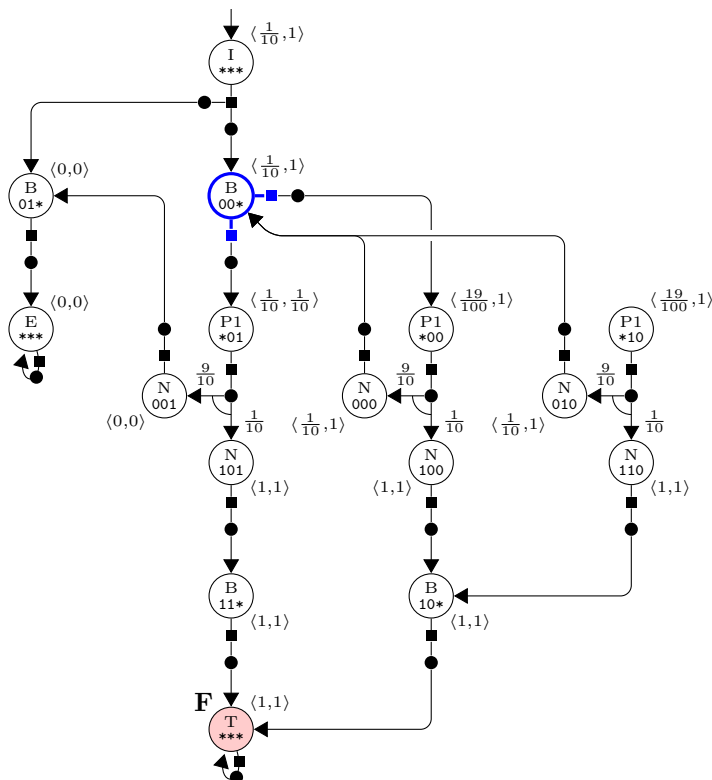 ⟨1/10,1⟩
I
***
B
01*
⟨0,0⟩
B
00*
⟨1/10,1⟩
E
***
⟨0,0⟩
P1
*01
⟨1/10,1/10⟩
P1
*00
⟨19/100,1⟩
P1
*10
⟨19/100,1⟩
N
001
⟨0,0⟩
9/10
1/10
N
000
⟨1/10,1⟩
9/10
1/10
N
010
⟨1/10,1⟩
9/10
1/10
N
101
⟨1,1⟩
N
100
⟨1,1⟩
N
110
⟨1,1⟩
B
11*
⟨1,1⟩
B
10*
⟨1,1⟩
F
T
***
⟨1,1⟩